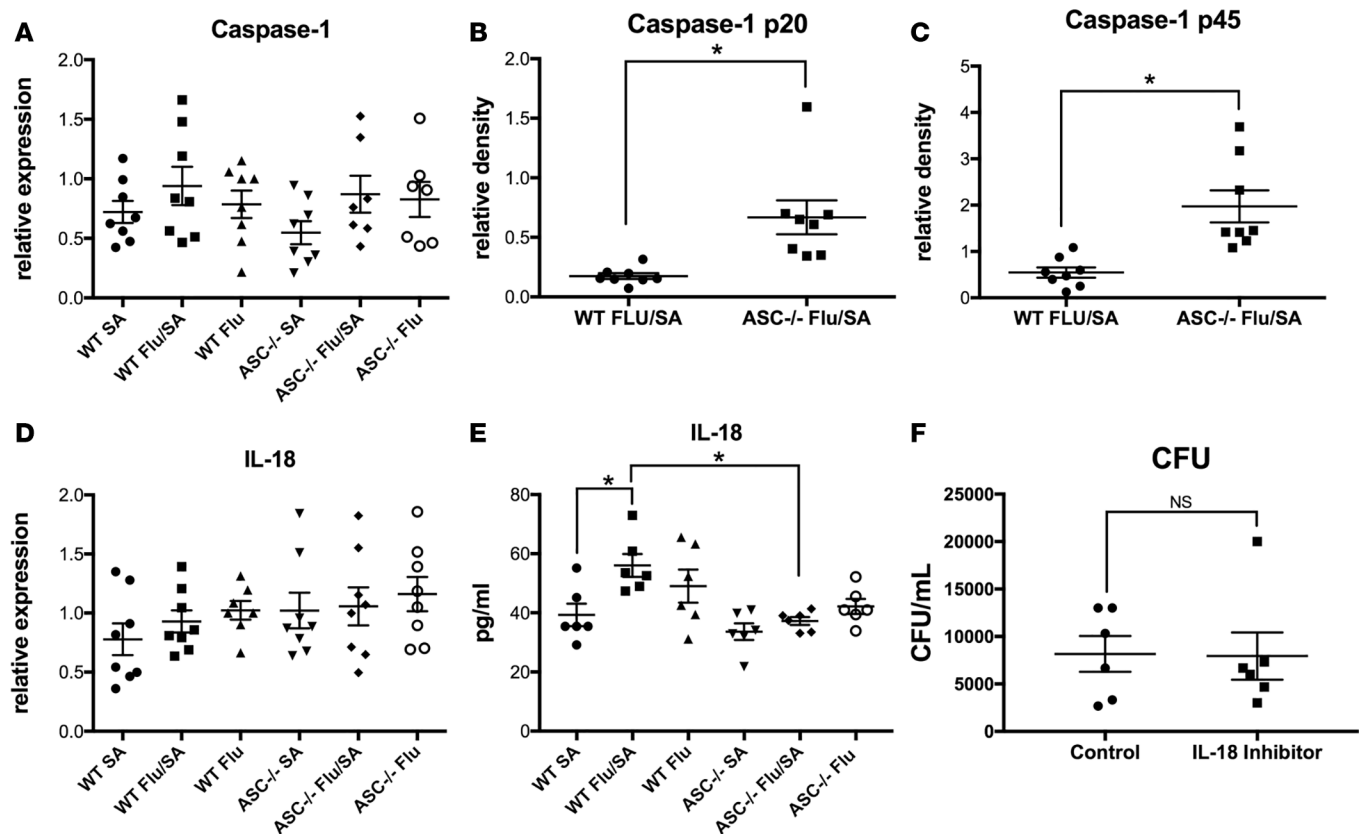 A
Caspase-1
relative expression
2.0
1.5
1.0
0.5
0.0
WT SA
WT Flu/SA
WT Flu
ASC-/- SA
ASC-/- Flu/SA
ASC-/- Flu
B
Caspase-1 p20
relative density
2.0
1.5
1.0
0.5
0.0
*
WT FLU/SA
ASC-/- Flu/SA
C
Caspase-1 p45
relative density
5
4
3
2
1
0
*
WT FLU/SA
ASC-/- Flu/SA
D
IL-18
relative expression
2.0
1.5
1.0
0.5
0.0
WT SA
WT Flu/SA
WT Flu
ASC-/- SA
ASC-/- Flu/SA
ASC-/- Flu
E
IL-18
pg/ml
80
60
40
20
0
*
*
WT SA
WT Flu/SA
WT Flu
ASC-/- SA
ASC-/- Flu/SA
ASC-/- Flu
F
CFU
CFU/mL
25000
20000
15000
10000
5000
0
NS
Control
IL-18 Inhibitor